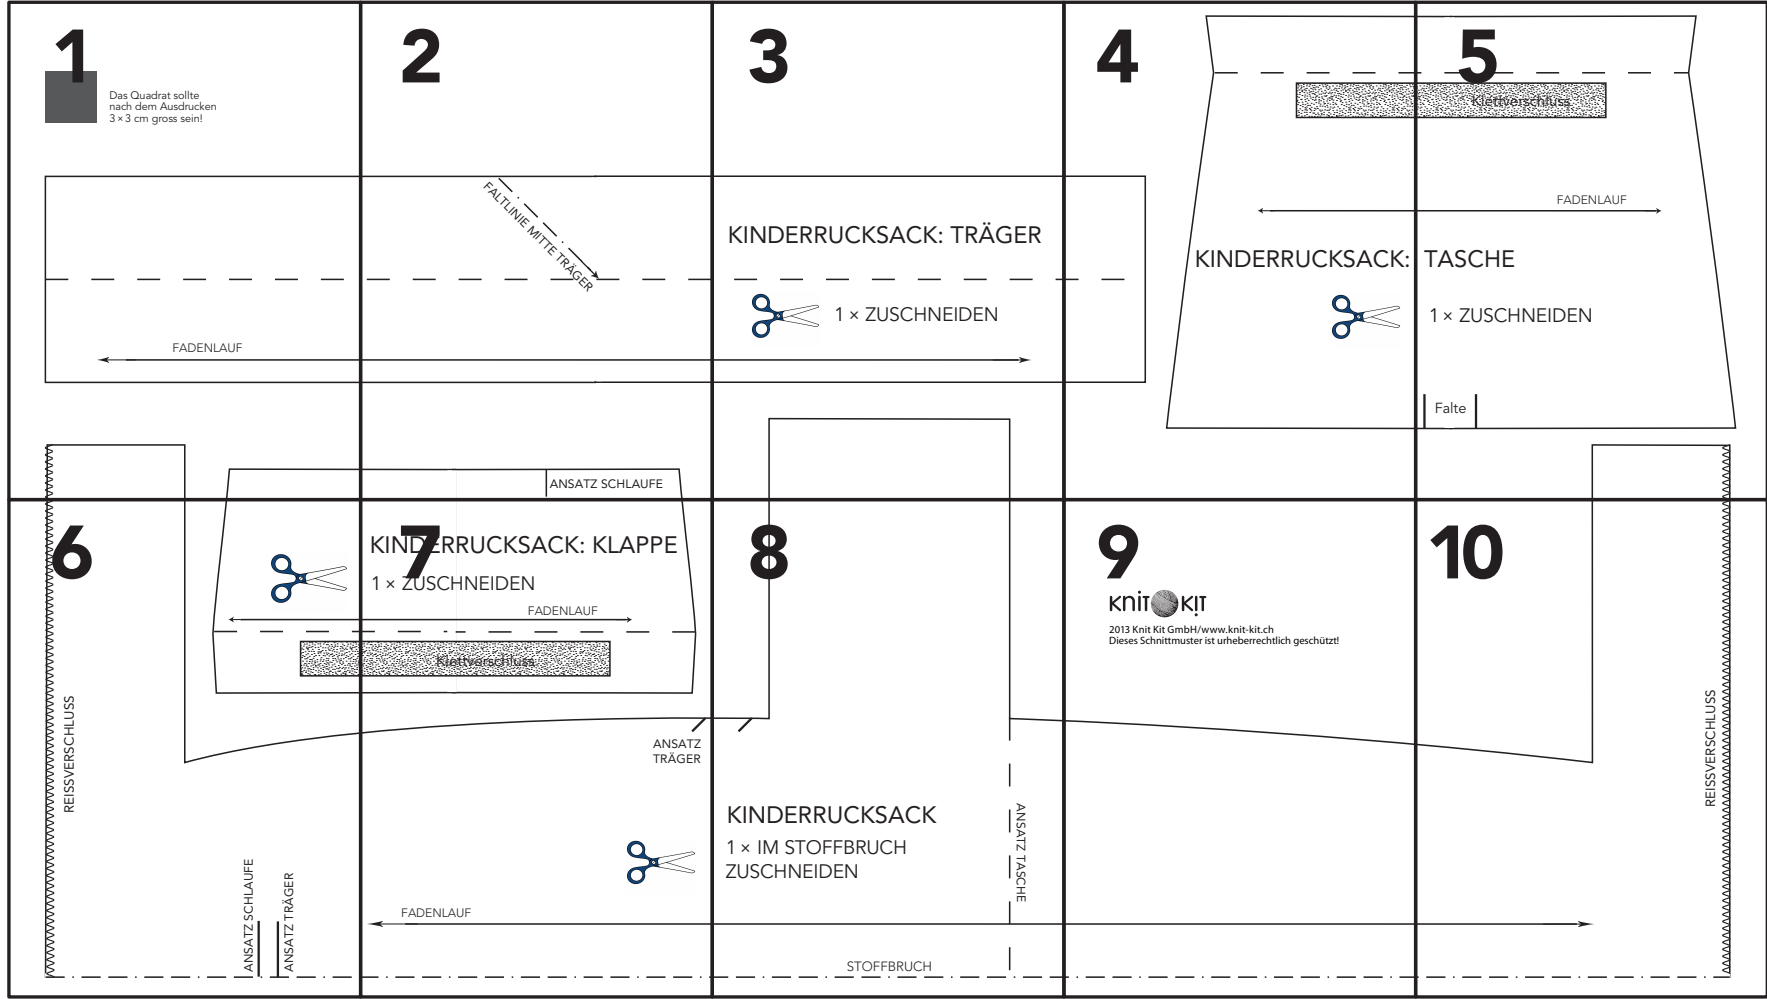 1
2
3
4
5
Das Quadrat sollte
nach dem Ausdrucken
3 × 3 cm gross sein!
Klettverschluss
FALTLINIE MITTE TRÄGER
KINDERRUCKSACK: TRÄGER
1 × ZUSCHNEIDEN
FADENLAUF
FADENLAUF
KINDERRUCKSACK: TASCHE
1 × ZUSCHNEIDEN
Falte
ANSATZ SCHLAUFE
6
7
8
9
10
KINDERRUCKSACK: KLAPPE
1 × ZUSCHNEIDEN
FADENLAUF
Klettverschluss
KNIT KIT
2013 Knit Kit GmbH/www.knit-kit.ch
Dieses Schnittmuster ist urheberrechtlich geschützt!
REISSVERSCHLUSS
ANSATZ
TRÄGER
REISSVERSCHLUSS
KINDERRUCKSACK
1 × IM STOFFBRUCH
ZUSCHNEIDEN
ANSATZ TASCHE
ANSATZ SCHLAUFE
ANSATZ TRÄGER
FADENLAUF
STOFFBRUCH